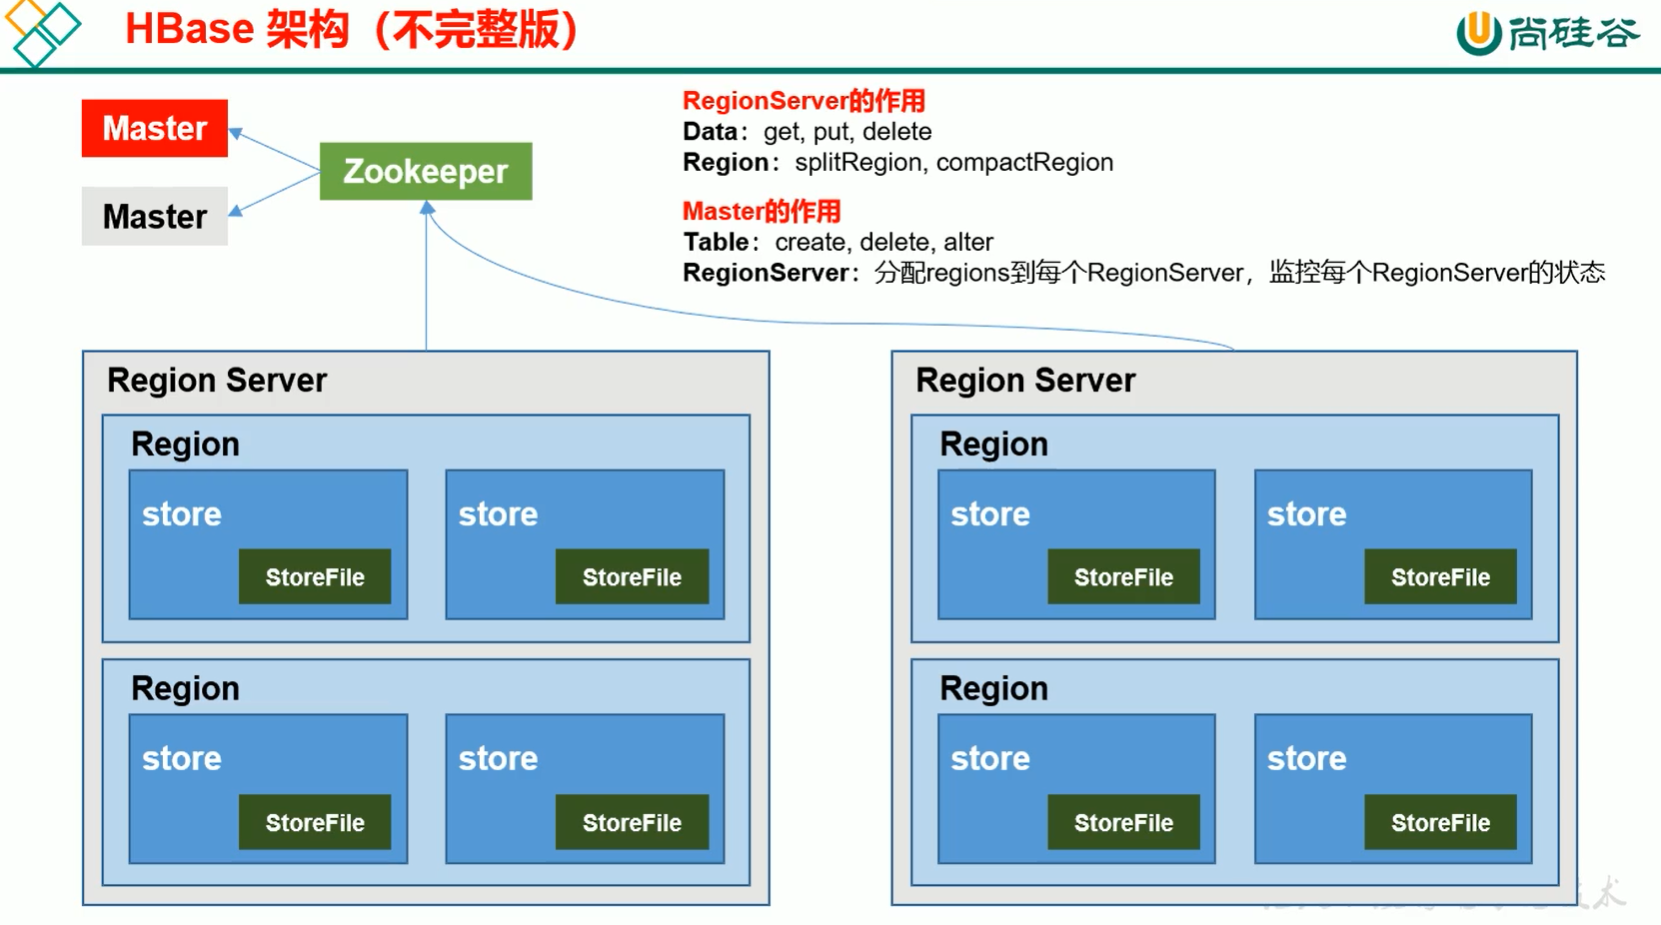 HBase 架构（不完整版）
尚硅谷
Master
Master
Zookeeper
RegionServer的作用
Data：get, put, delete
Region：splitRegion, compactRegion
Master的作用
Table：create, delete, alter
RegionServer：分配regions到每个RegionServer，监控每个RegionServer的状态
Region Server
Region
store
StoreFile
store
StoreFile
Region
store
StoreFile
store
StoreFile
Region Server
Region
store
StoreFile
store
StoreFile
Region
store
StoreFile
store
StoreFile